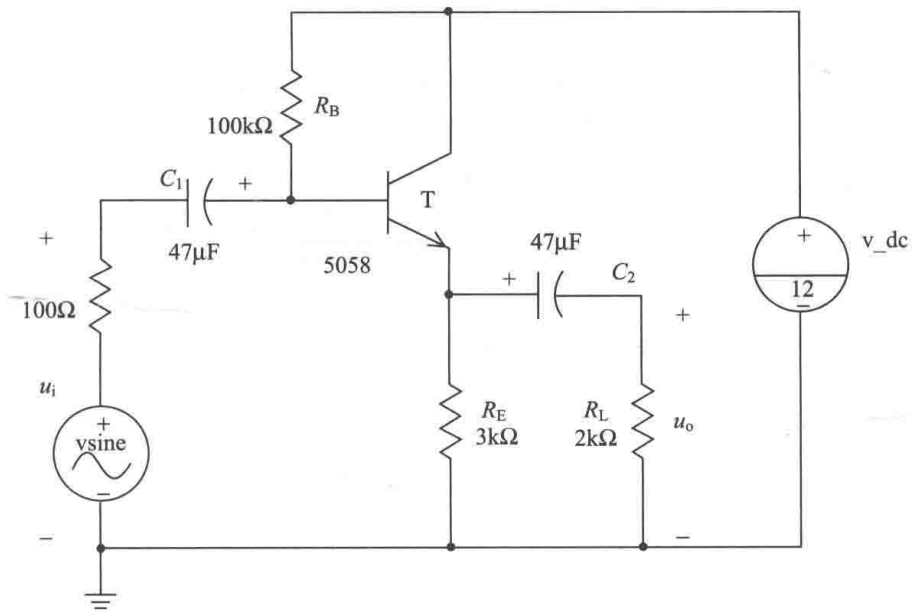 R_B
100kΩ
C_1
+
T
47μF
5058
47μF
+
C_2
+
v_dc
12
−
+
100Ω
u_i
+
vsine
−
−
R_E
3kΩ
R_L
2kΩ
+
u_o
−